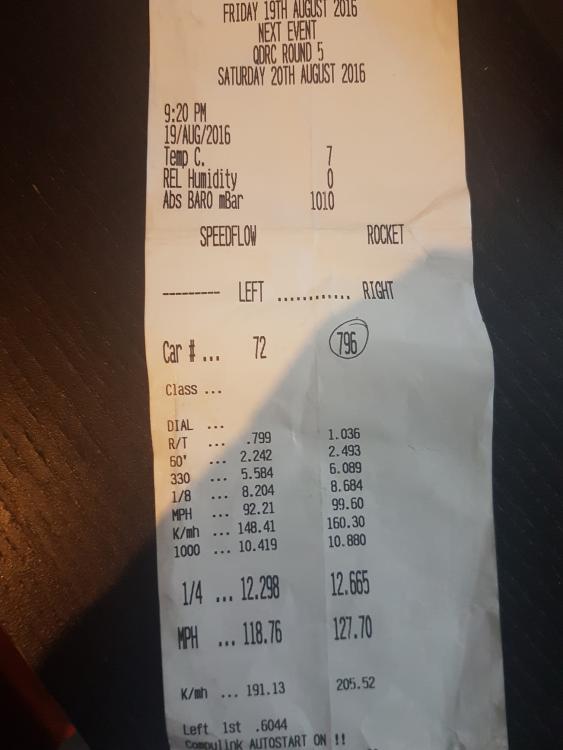 FRIDAY 19TH AUGUST 2016
NEXT EVENT
QDRC ROUND 5
SATURDAY 20TH AUGUST 2016
9:20 PM
19/AUG/2016
Temp C. 7
REL Humidity 0
Abs BARO mBar 1010
SPEEDFLOW ROCKET
--------- LEFT ............ RIGHT
Car # ... 72 796
Class ...
DIAL ...
R/T ... .799 1.036
60' ... 2.242 2.493
330 ... 5.584 6.089
1/8 ... 8.204 8.684
MPH ... 92.21 99.60
K/mh ... 148.41 160.30
1000 ... 10.419 10.880
1/4 ... 12.298 12.665
MPH ... 118.76 127.70
K/mh ... 191.13 205.52
Left 1st .6044
Compulink AUTOSTART ON !!